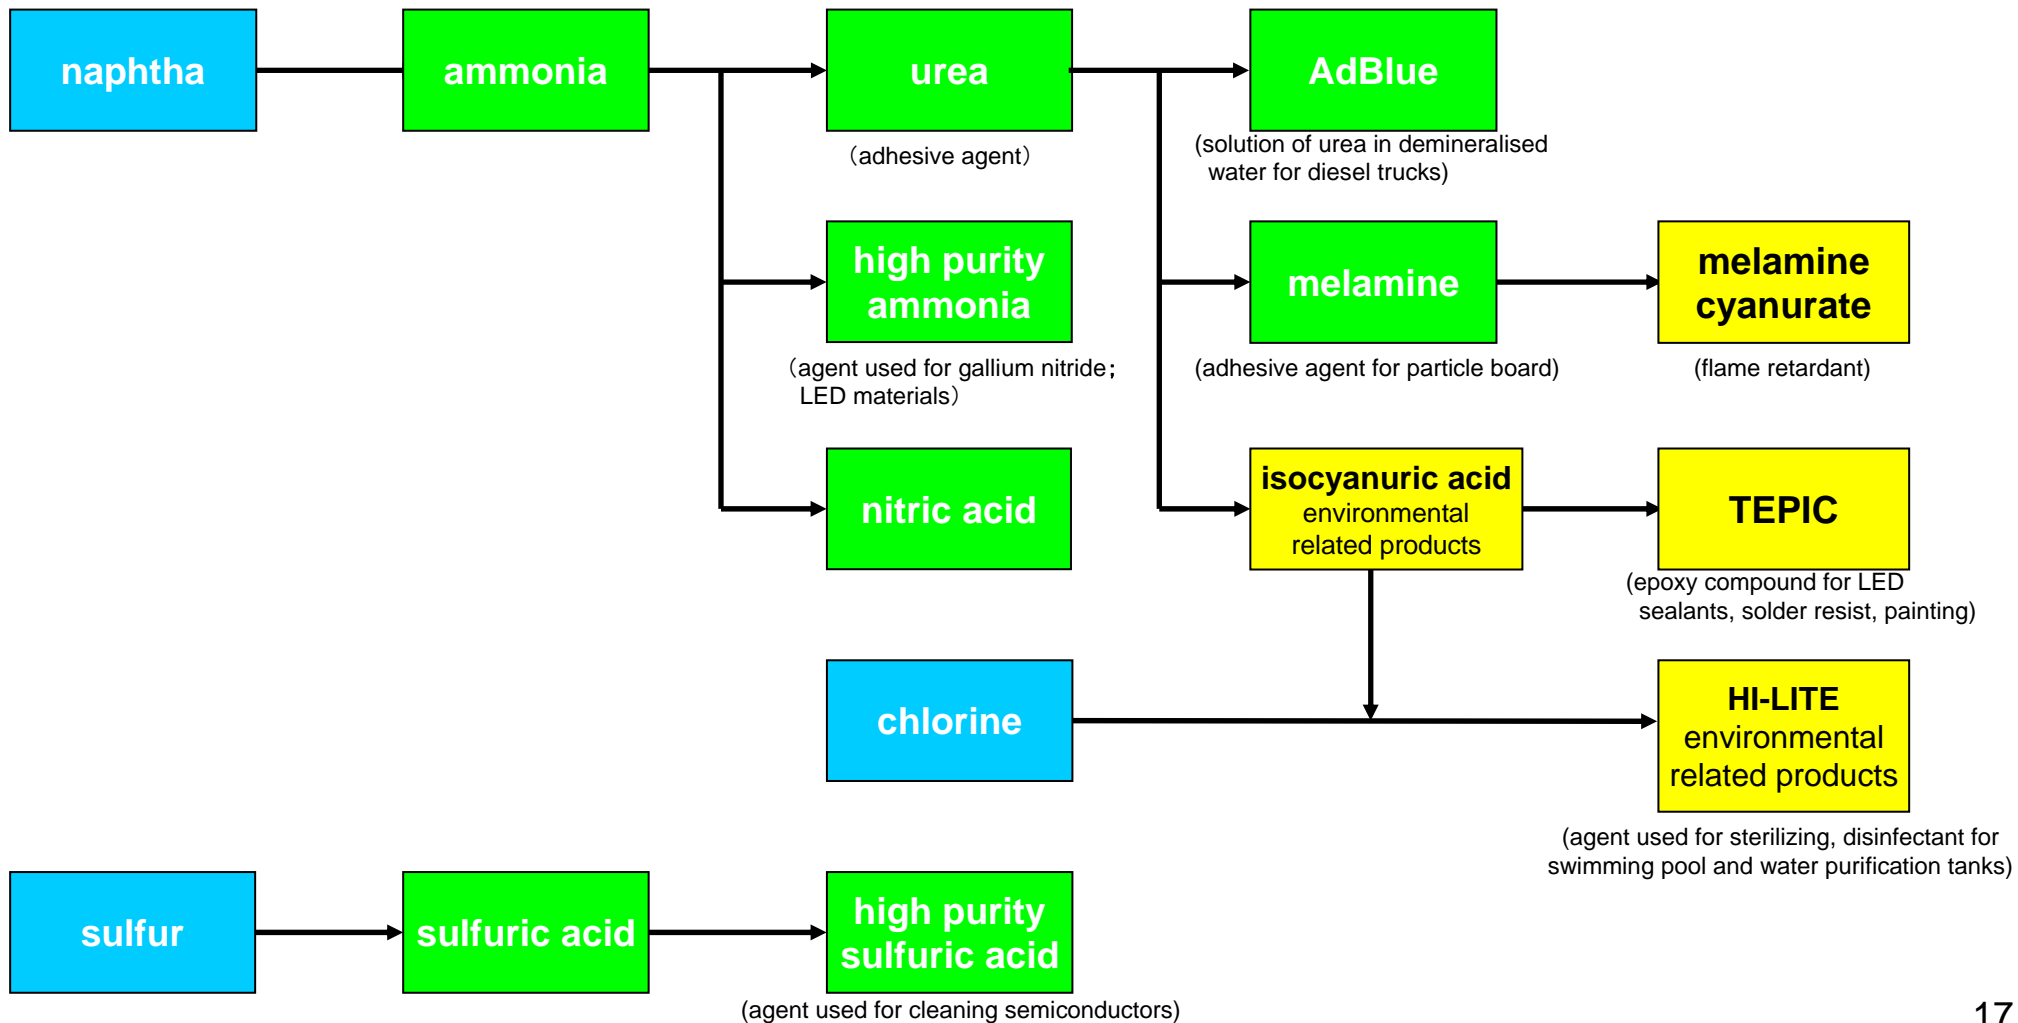 naphtha
ammonia
urea
AdBlue
（adhesive agent）
(solution of urea in demineralised
water for diesel trucks)
high purity
ammonia
melamine
melamine
cyanurate
（agent used for gallium nitride；
LED materials）
(adhesive agent for particle board)
(flame retardant)
nitric acid
isocyanuric acid
environmental
related products
TEPIC
(epoxy compound for LED
sealants, solder resist, painting)
chlorine
HI-LITE
environmental
related products
(agent used for sterilizing, disinfectant for
swimming pool and water purification tanks)
sulfur
sulfuric acid
high purity
sulfuric acid
(agent used for cleaning semiconductors)
17